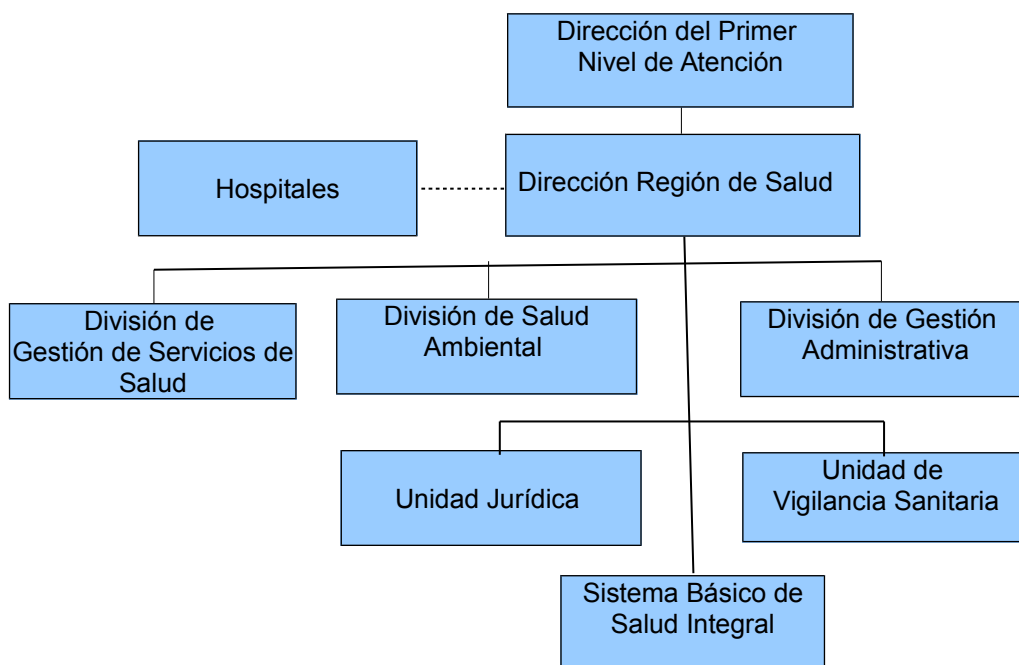 Dirección del Primer
Nivel de Atención
Hospitales
Dirección Región de Salud
División de
Gestión de Servicios de
Salud
División de Salud
Ambiental
División de Gestión
Administrativa
Unidad Jurídica
Unidad de
Vigilancia Sanitaria
Sistema Básico de
Salud Integral